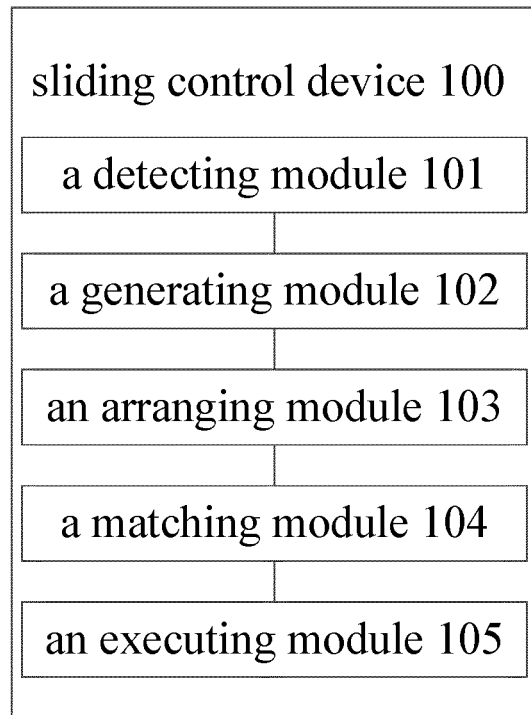 sliding control device 100
a detecting module 101
a generating module 102
an arranging module 103
a matching module 104
an executing module 105